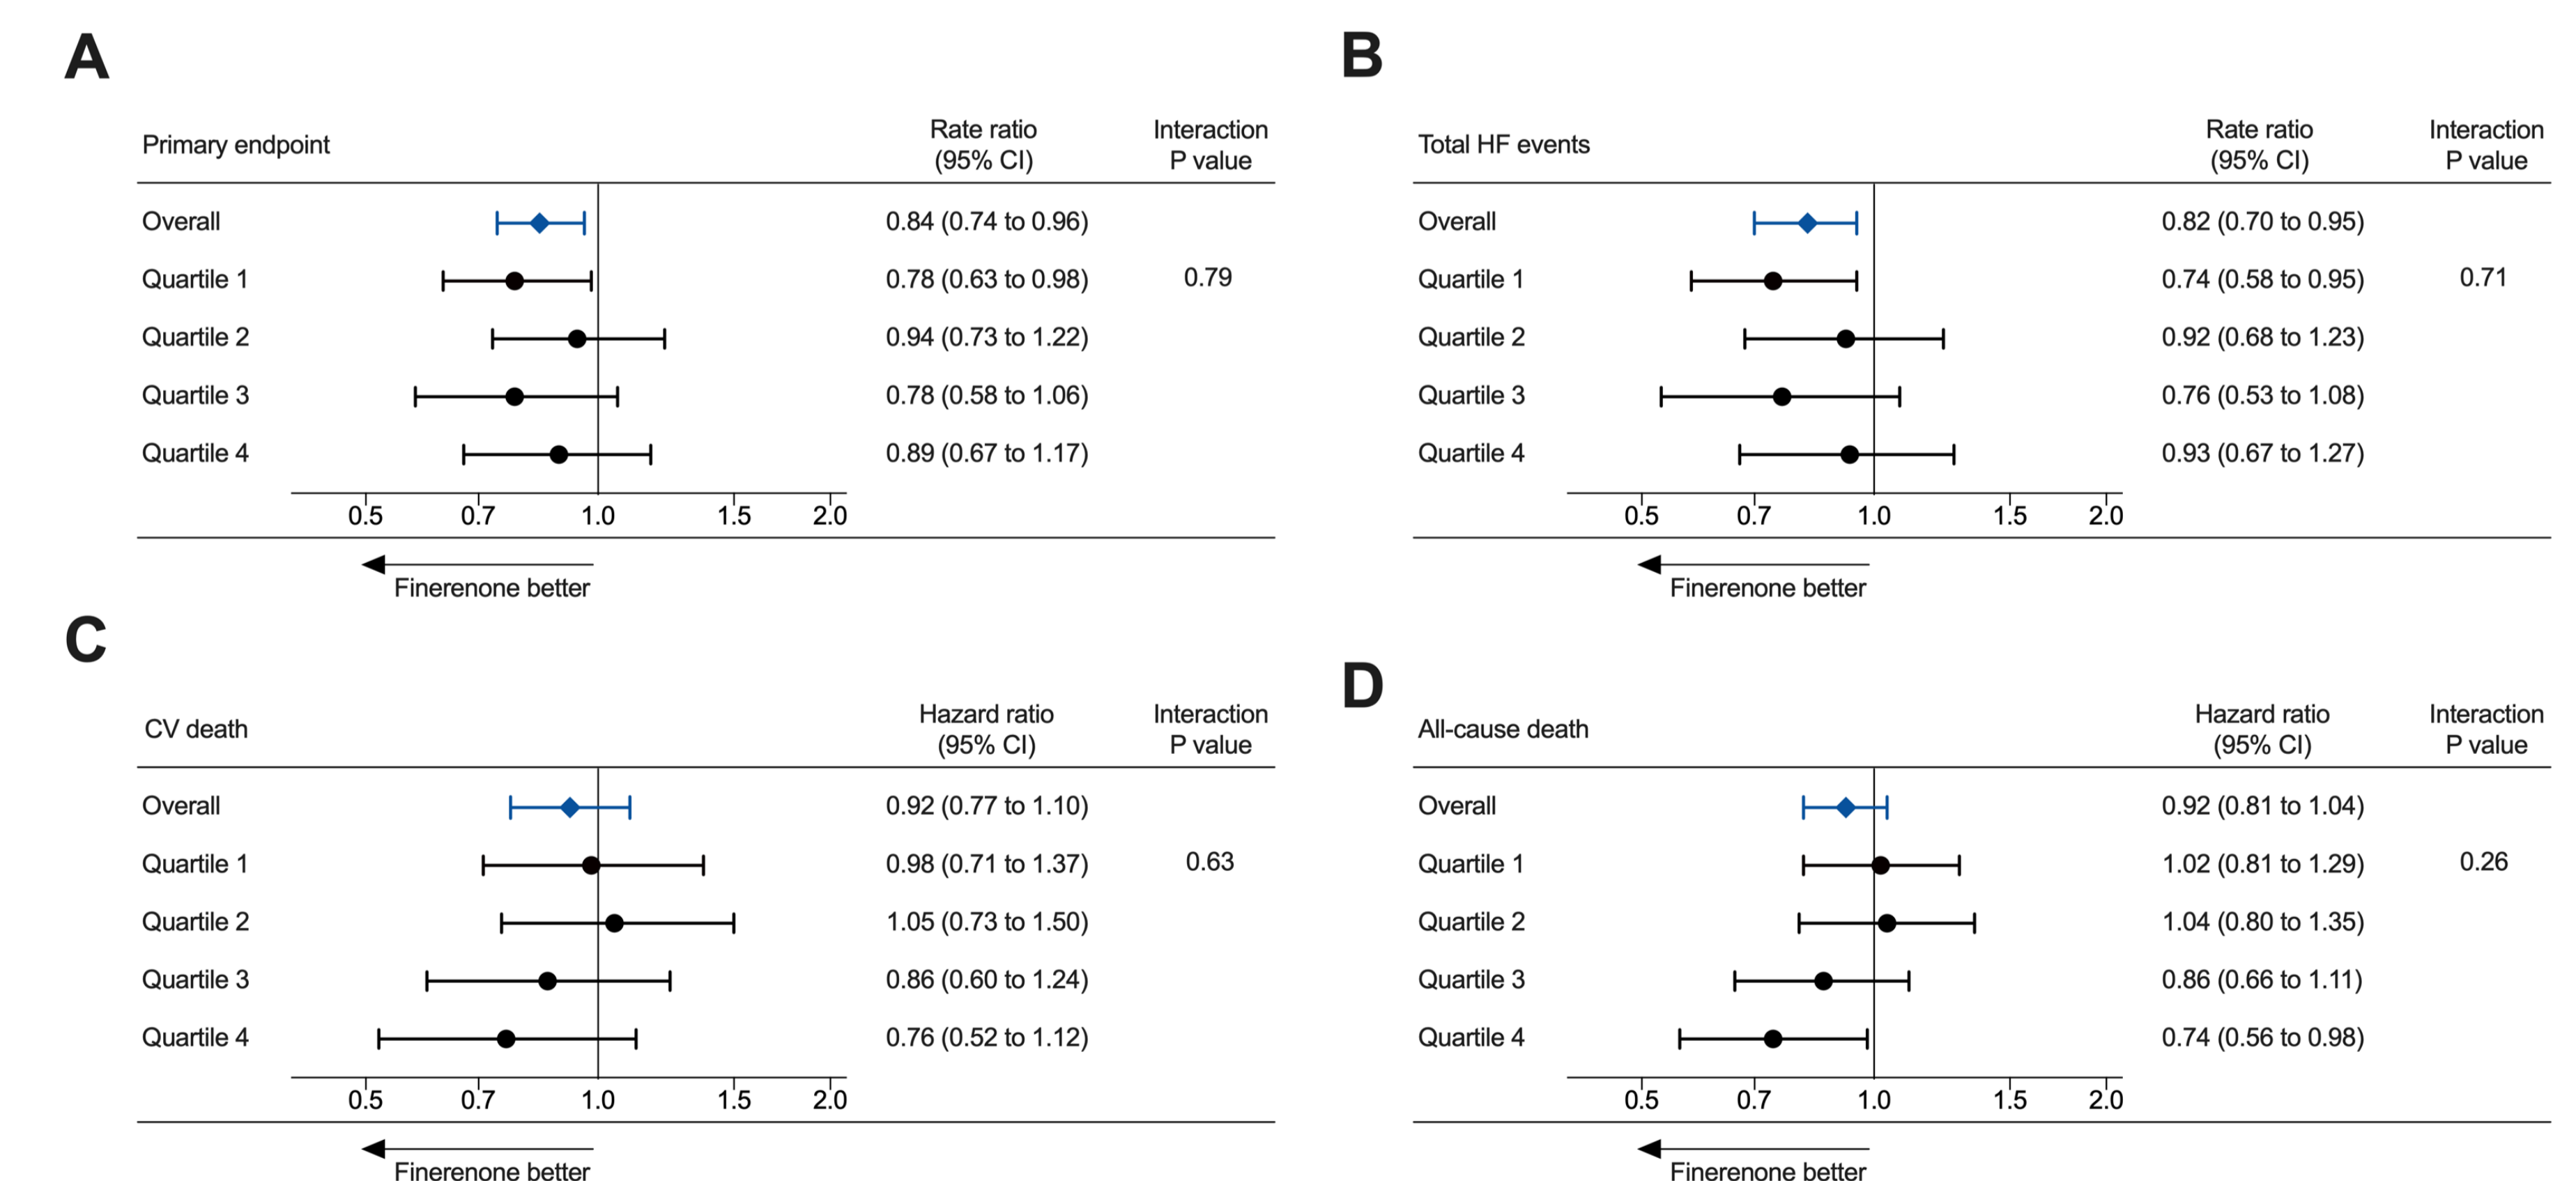 A
Primary endpoint
Rate ratio
(95% CI)
Interaction
P value
Overall 0.84 (0.74 to 0.96)
Quartile 1 0.78 (0.63 to 0.98) 0.79
Quartile 2 0.94 (0.73 to 1.22)
Quartile 3 0.78 (0.58 to 1.06)
Quartile 4 0.89 (0.67 to 1.17)
0.5 0.7 1.0 1.5 2.0
Finerenone better
B
Total HF events
Rate ratio
(95% CI)
Interaction
P value
Overall 0.82 (0.70 to 0.95)
Quartile 1 0.74 (0.58 to 0.95) 0.71
Quartile 2 0.92 (0.68 to 1.23)
Quartile 3 0.76 (0.53 to 1.08)
Quartile 4 0.93 (0.67 to 1.27)
0.5 0.7 1.0 1.5 2.0
Finerenone better
C
CV death
Hazard ratio
(95% CI)
Interaction
P value
Overall 0.92 (0.77 to 1.10)
Quartile 1 0.98 (0.71 to 1.37) 0.63
Quartile 2 1.05 (0.73 to 1.50)
Quartile 3 0.86 (0.60 to 1.24)
Quartile 4 0.76 (0.52 to 1.12)
0.5 0.7 1.0 1.5 2.0
Finerenone better
D
All-cause death
Hazard ratio
(95% CI)
Interaction
P value
Overall 0.92 (0.81 to 1.04)
Quartile 1 1.02 (0.81 to 1.29) 0.26
Quartile 2 1.04 (0.80 to 1.35)
Quartile 3 0.86 (0.66 to 1.11)
Quartile 4 0.74 (0.56 to 0.98)
0.5 0.7 1.0 1.5 2.0
Finerenone better